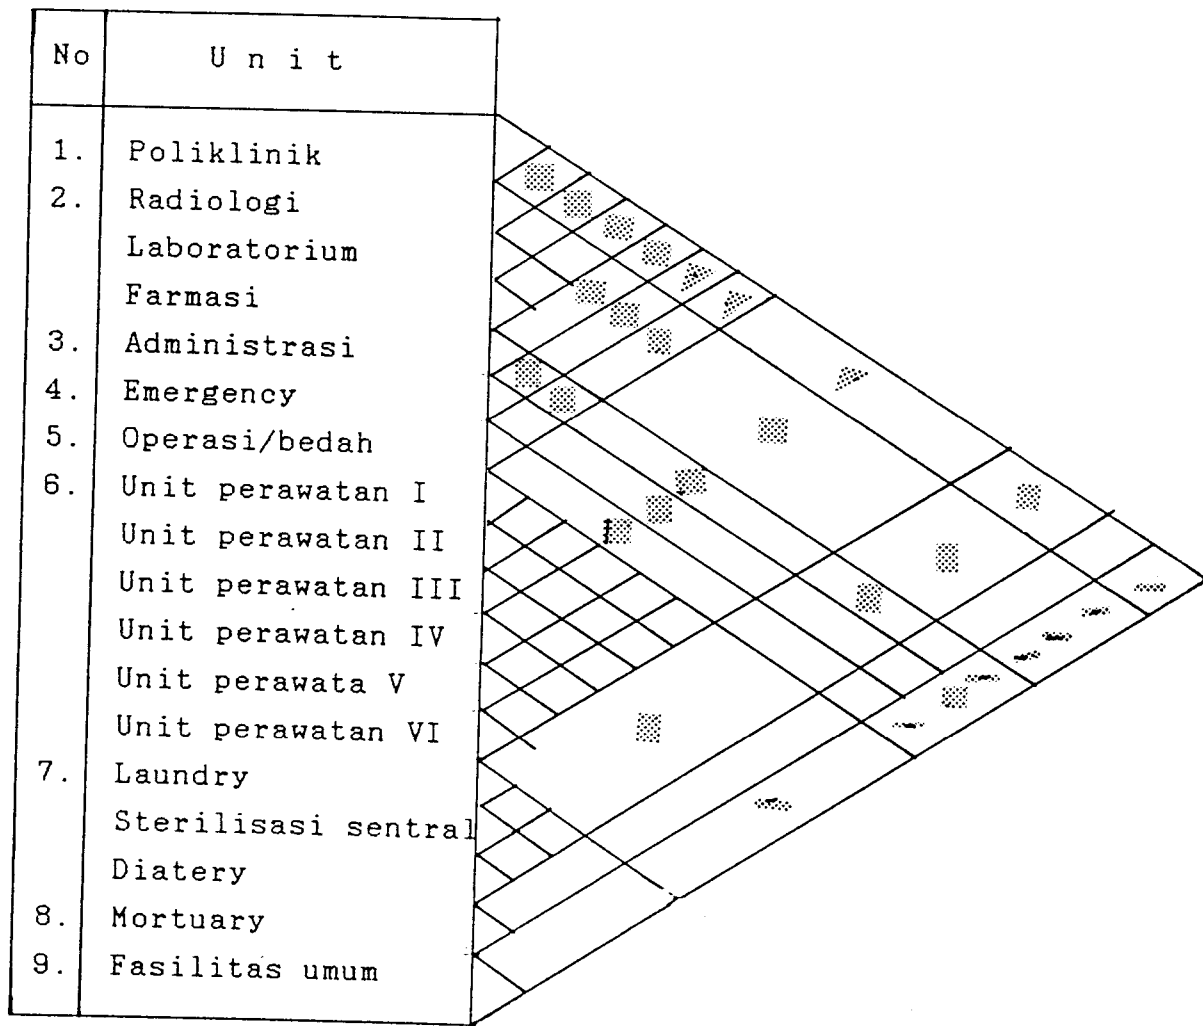 No U n i t
1. Poliklinik
2. Radiologi
Laboratorium
Farmasi
3. Administrasi
4. Emergency
5. Operasi/bedah
6. Unit perawatan I
Unit perawatan II
Unit perawatan III
Unit perawatan IV
Unit perawata V
Unit perawatan VI
7. Laundry
Sterilisasi sentral
Diatery
8. Mortuary
9. Fasilitas umum